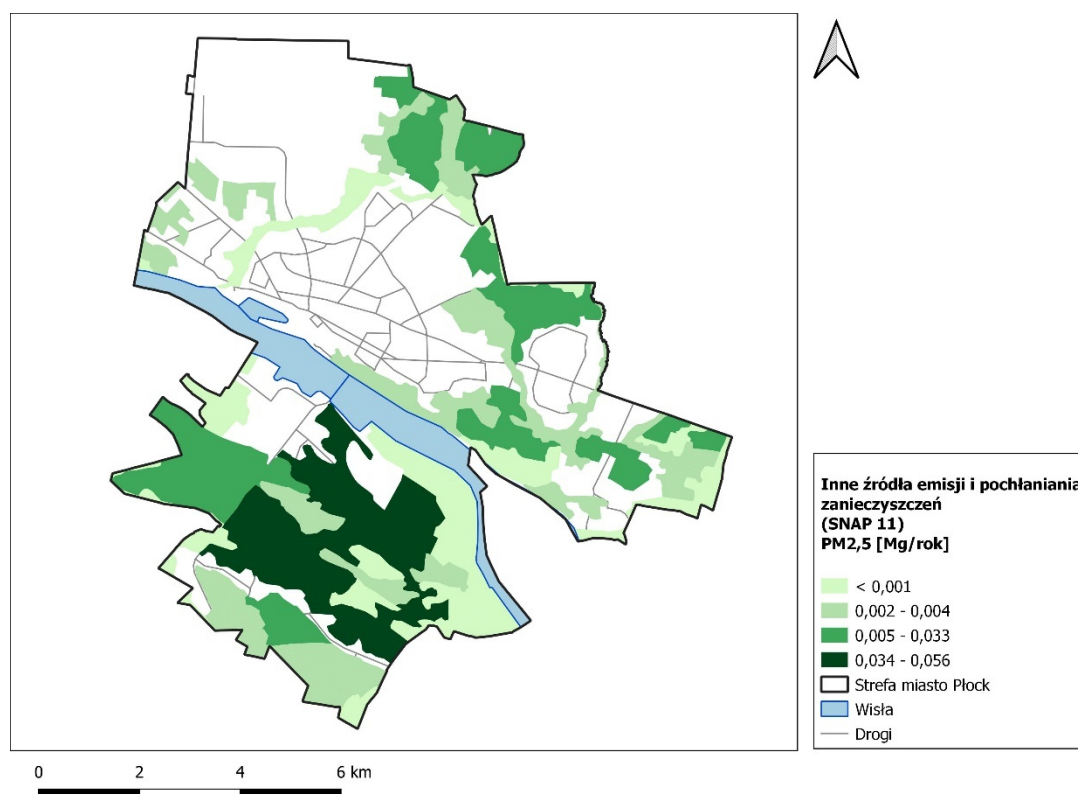 Inne źródła emisji i pochłaniania
zanieczyszczeń
(SNAP 11)
PM2,5 [Mg/rok]
< 0,001
0,002 - 0,004
0,005 - 0,033
0,034 - 0,056
Strefa miasto Płock
Wisła
Drogi
0 2 4 6 km